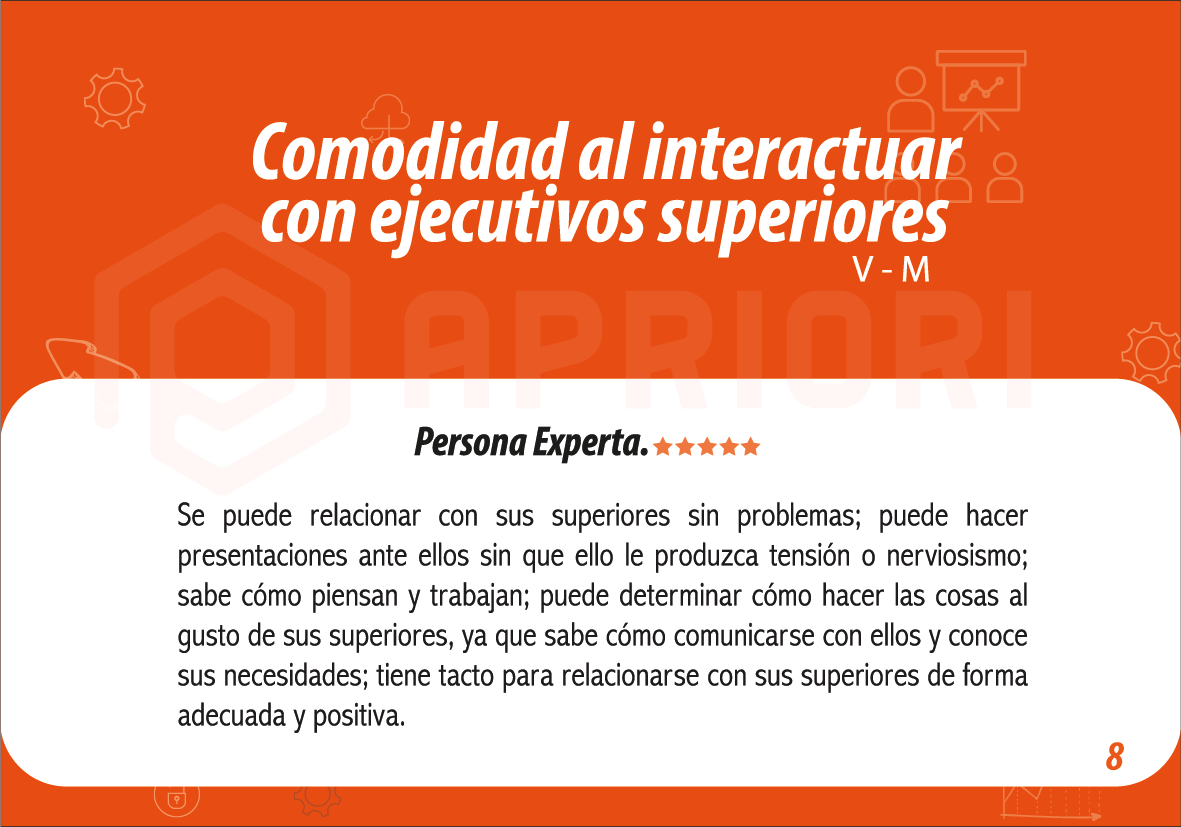 Comodidad al interactuar
con ejecutivos superiores
V - M
APRIORI
Persona Experta.
Se puede relacionar con sus superiores sin problemas; puede hacer
presentaciones ante ellos sin que ello le produzca tensión o nerviosismo;
sabe cómo piensan y trabajan; puede determinar cómo hacer las cosas al
gusto de sus superiores, ya que sabe cómo comunicarse con ellos y conoce
sus necesidades; tiene tacto para relacionarse con sus superiores de forma
adecuada y positiva.
8